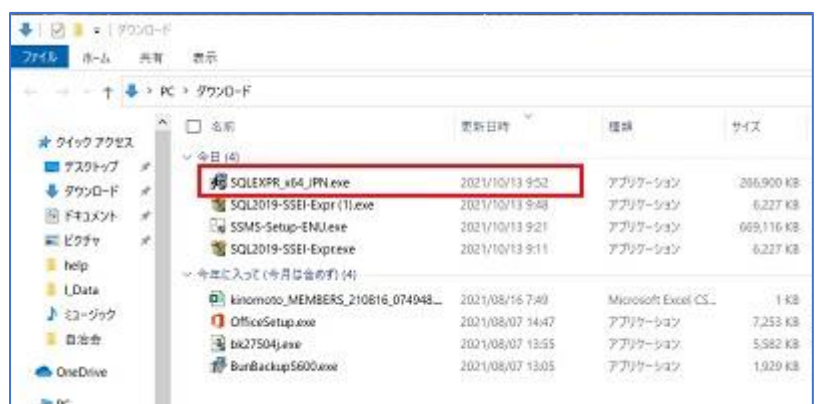 ダウンロード
ファイル ホーム 共有 表示
PC > ダウンロード
名前 更新日時 種類 サイズ
クイック アクセス
デスクトップ
ダウンロード
ドキュメント
ピクチャ
help
I_Data
ミュージック
自治会
OneDrive
PC
今日 (4)
SQLEXPR_x64_JPN.exe 2021/10/13 9:52 アプリケーション 266,900 KB
SQL2019-SSEI-Expr (1).exe 2021/10/13 9:48 アプリケーション 6,227 KB
SSMS-Setup-ENU.exe 2021/10/13 9:21 アプリケーション 669,116 KB
SQL2019-SSEI-Expr.exe 2021/10/13 9:11 アプリケーション 6,227 KB
今年に入って (今月は含めず) (4)
kinomoto_MEMBERS_210816_074948... 2021/08/16 7:49 Microsoft Excel CS... 1 KB
OfficeSetup.exe 2021/08/07 14:47 アプリケーション 7,253 KB
bk27504j.exe 2021/08/07 13:55 アプリケーション 5,582 KB
BunBackup5600.exe 2021/08/07 13:05 アプリケーション 1,929 KB